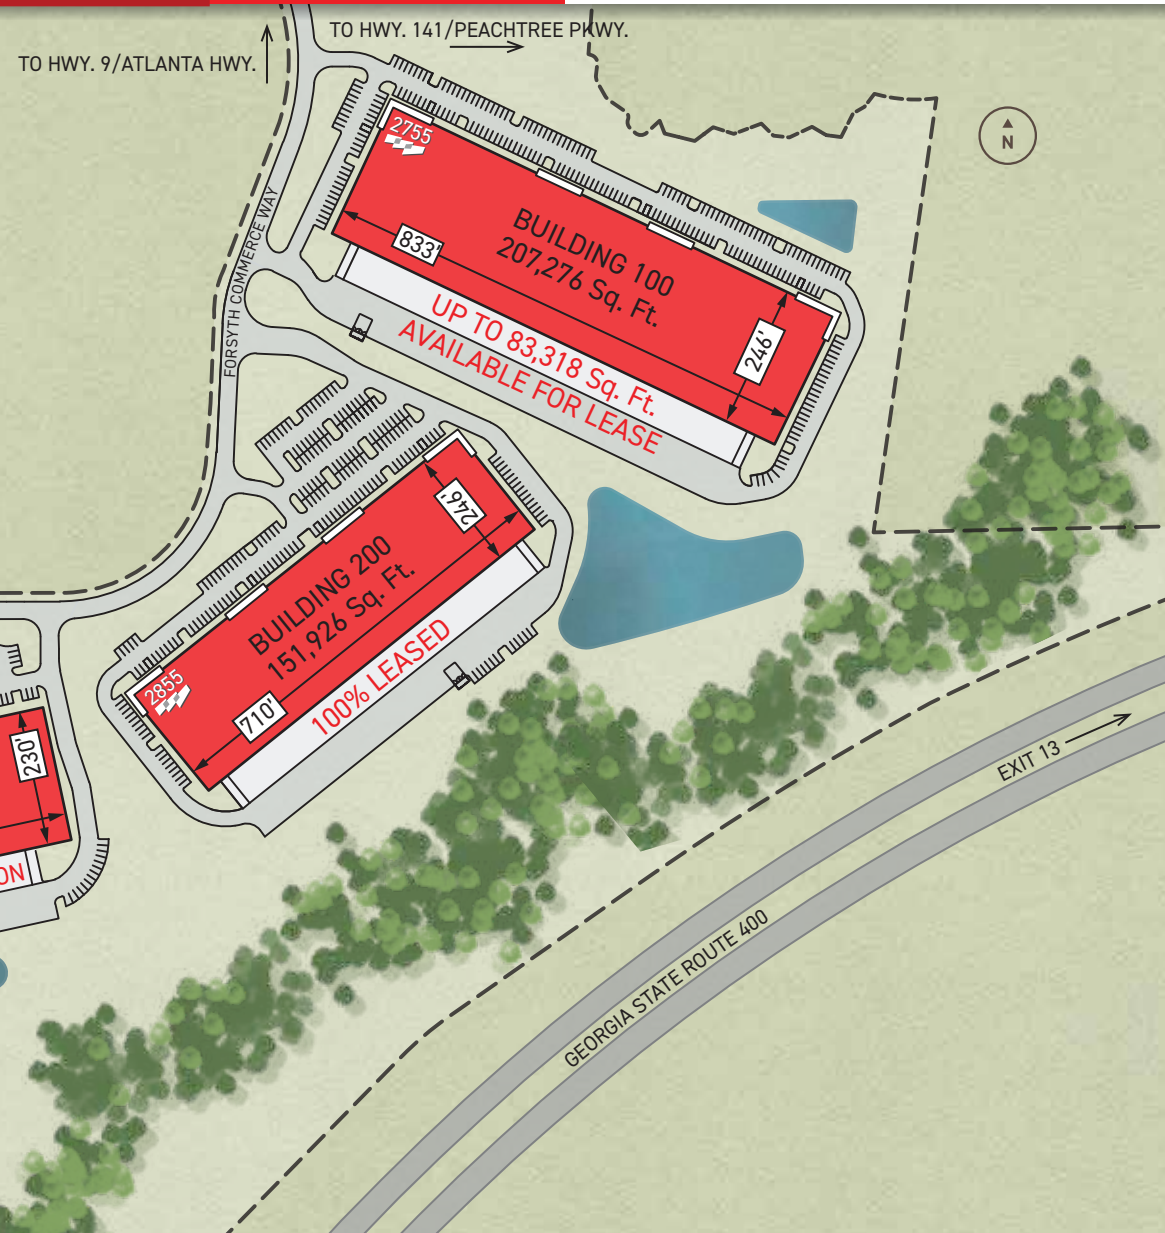 TO HWY. 141/PEACHTREE PKWY.
TO HWY. 9/ATLANTA HWY.
N
2755
FORSYTH COMMERCE WAY
833'
BUILDING 100
207,276 Sq. Ft.
246'
UP TO 83,318 Sq. Ft.
AVAILABLE FOR LEASE
246'
BUILDING 200
151,926 Sq. Ft.
2855
710'
100% LEASED
230'
ON
EXIT 13
GEORGIA STATE ROUTE 400